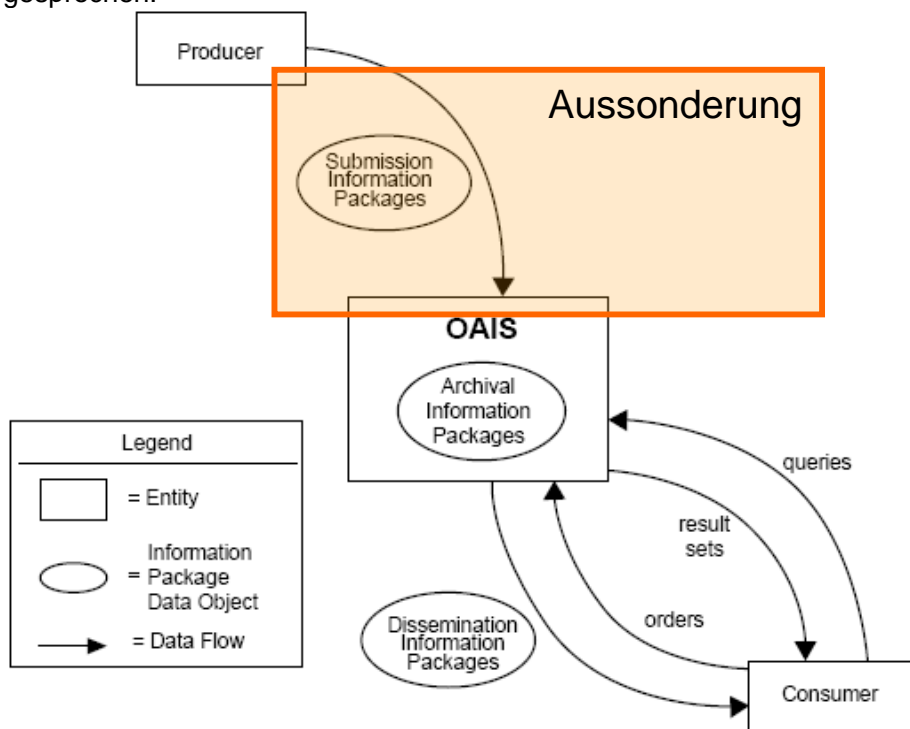 gesprochen.
Producer
Aussonderung
Submission
Information
Packages
OAIS
Archival
Information
Packages
Legend
= Entity
Information
= Package
Data Object
= Data Flow
queries
result
sets
orders
Dissemination
Information
Packages
Consumer